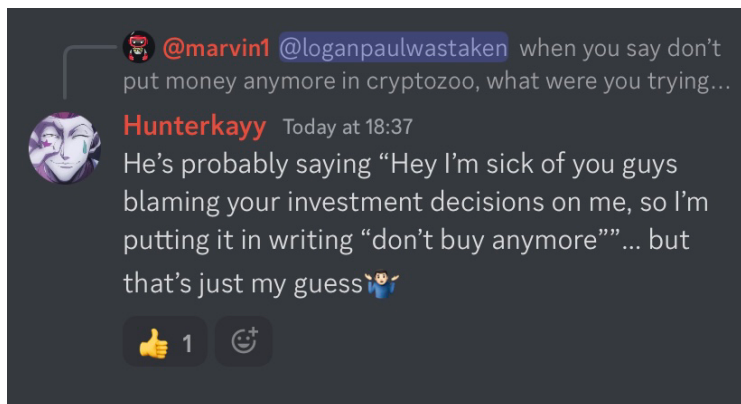 @marvin1 @loganpaulwastaken when you say don't
put money anymore in cryptozoo, what were you trying...
Hunterkayy Today at 18:37
He's probably saying “Hey I'm sick of you guys
blaming your investment decisions on me, so I'm
putting it in writing “don't buy anymore””... but
that's just my guess🤷🏻‍♂️
👍 1